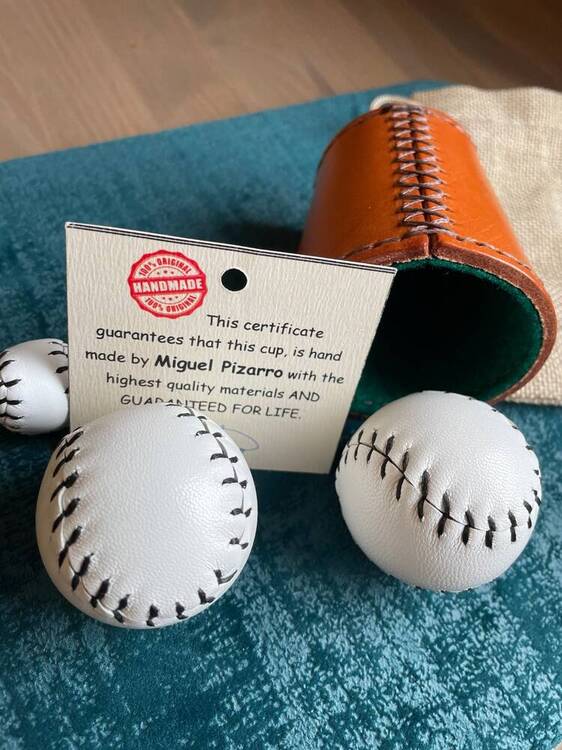 100% ORIGINAL
HANDMADE
100% ORIGINAL
This certificate
guarantees that this cup, is hand
made by Miguel Pizarro with the
highest quality materials AND
GUARANTEED FOR LIFE.